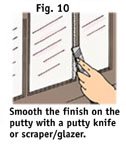 Fig. 10
Smooth the finish on the
putty with a putty knife
or scraper/glazer.